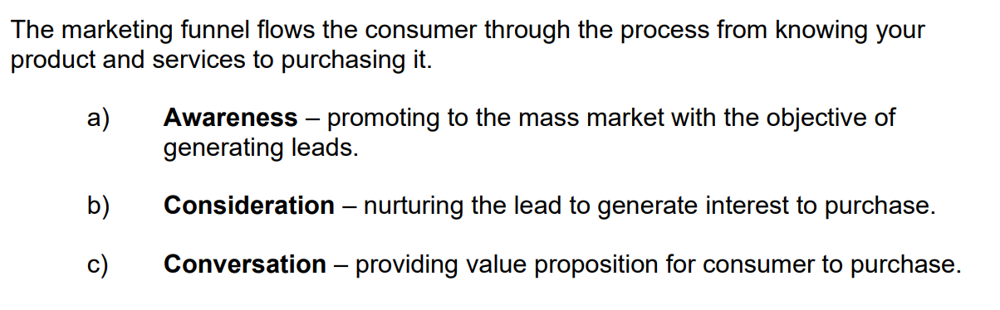 The marketing funnel flows the consumer through the process from knowing your
product and services to purchasing it.
a) Awareness – promoting to the mass market with the objective of
generating leads.
b) Consideration – nurturing the lead to generate interest to purchase.
c) Conversation – providing value proposition for consumer to purchase.